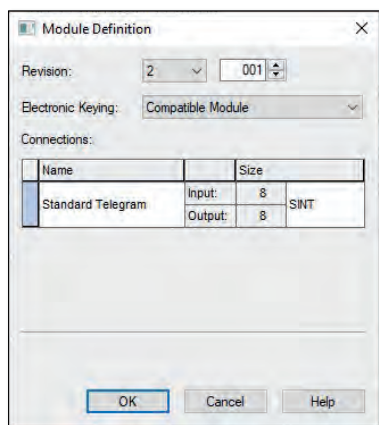 Module Definition
Revision: 2 001
Electronic Keying: Compatible Module
Connections:
Name Size
Standard Telegram Input: 8 SINT
Output: 8
OK Cancel Help